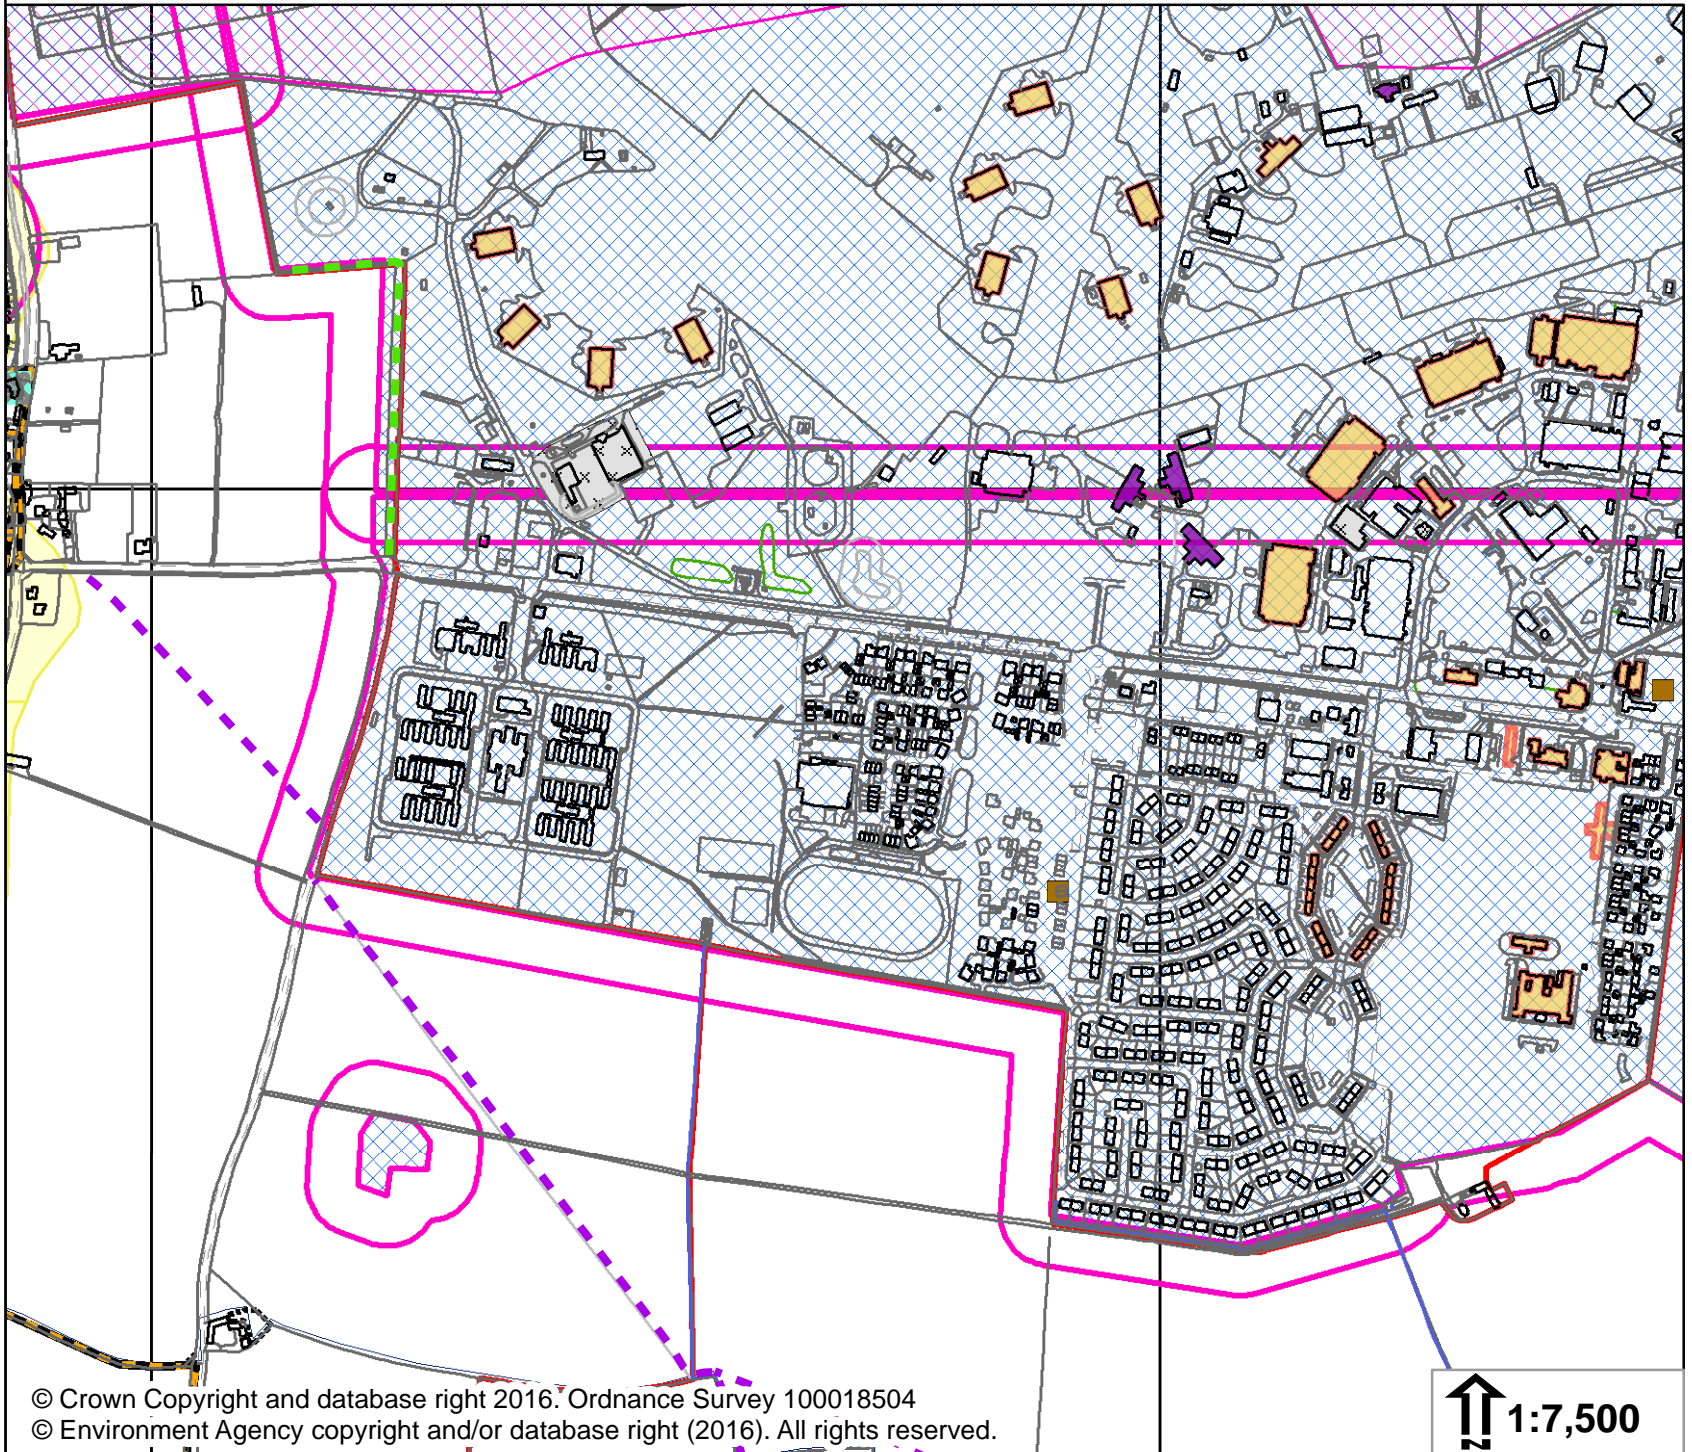 © Crown Copyright and database right 2016. Ordnance Survey 100018504
© Environment Agency copyright and/or database right (2016). All rights reserved.
N
1:7,500